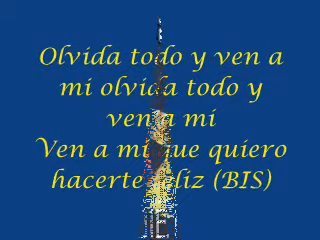 Olvida todo y ven a
mi olvida todo y
ven a mi
Ven a mi que quiero
hacerte feliz (BIS)